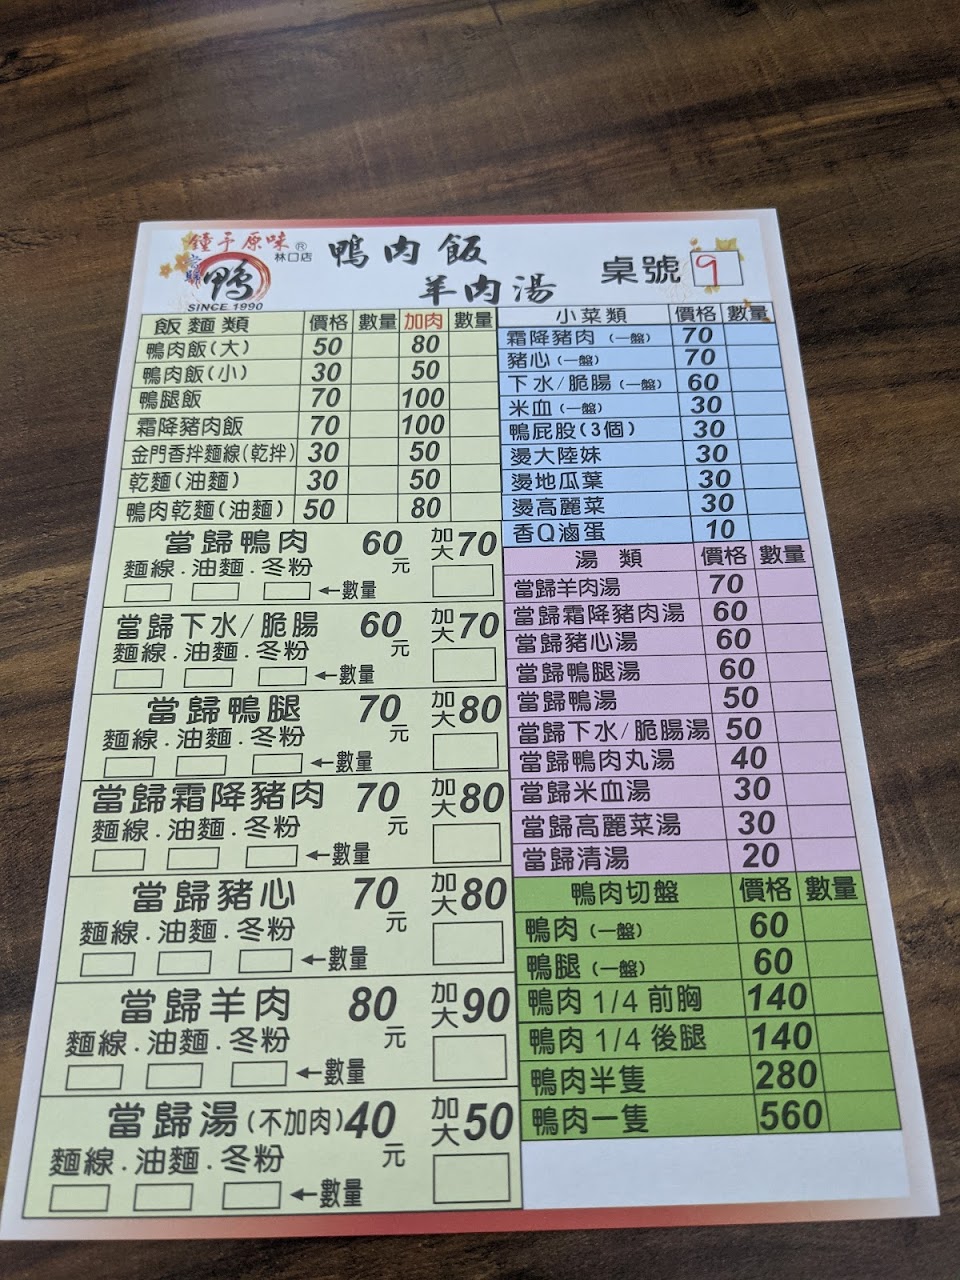 鍾予原味® 林口店
當歸鴨
SINCE 1990
鴨肉飯
羊肉湯
桌號 9
飯麵類 價格 數量 加肉 數量
鴨肉飯(大) 50 80
鴨肉飯(小) 30 50
鴨腿飯 70 100
霜降豬肉飯 70 100
金門香拌麵線(乾拌) 30 50
乾麵(油麵) 30 50
鴨肉乾麵(油麵) 50 80
當歸鴨肉 60元 加大70
麵線.油麵.冬粉
←數量
當歸下水/脆腸 60元 加大70
麵線.油麵.冬粉
←數量
當歸鴨腿 70元 加大80
麵線.油麵.冬粉
←數量
當歸霜降豬肉 70元 加大80
麵線.油麵.冬粉
←數量
當歸豬心 70元 加大80
麵線.油麵.冬粉
←數量
當歸羊肉 80元 加大90
麵線.油麵.冬粉
←數量
當歸湯(不加肉)40元 加大50
麵線.油麵.冬粉
←數量
小菜類 價格 數量
霜降豬肉(一盤) 70
豬心(一盤) 70
下水/脆腸(一盤) 60
米血(一盤) 30
鴨屁股(3個) 30
燙大陸妹 30
燙地瓜葉 30
燙高麗菜 30
香Q滷蛋 10
湯類 價格 數量
當歸羊肉湯 70
當歸霜降豬肉湯 60
當歸豬心湯 60
當歸鴨腿湯 60
當歸鴨湯 50
當歸下水/脆腸湯 50
當歸鴨肉丸湯 40
當歸米血湯 30
當歸高麗菜湯 30
當歸清湯 20
鴨肉切盤 價格 數量
鴨肉(一盤) 60
鴨腿(一盤) 60
鴨肉 1/4 前胸 140
鴨肉 1/4 後腿 140
鴨肉半隻 280
鴨肉一隻 560